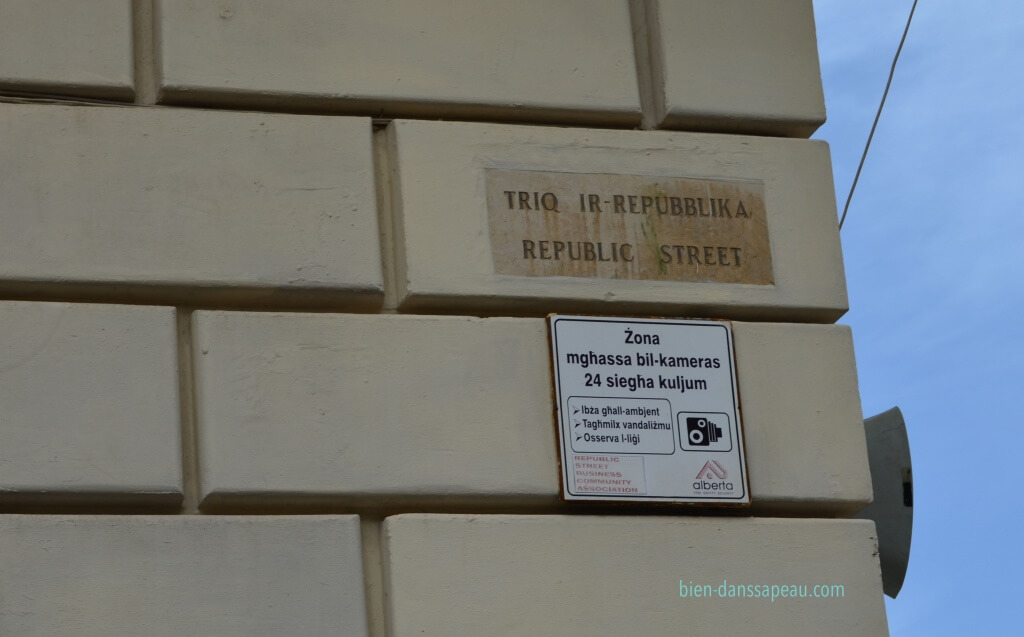 TRIQ IR-REPUBBLIKA
REPUBLIC STREET
Żona
mgħassa bil-kameras
24 siegħa kuljum
➢ Ibża għall-ambjent
➢ Tagħmilx vandaliżmu
➢ Osserva l-liġi
REPUBLIC
STREET
BUSINESS
COMMUNITY
ASSOCIATION
alberta
bien-danssapeau.com